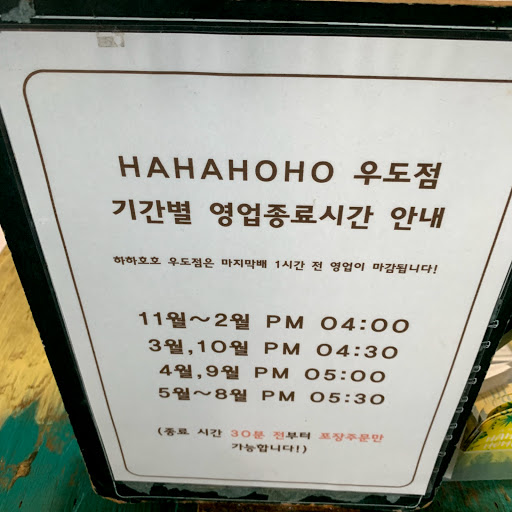 HAHAHOHO 우도점
기간별 영업종료시간 안내
하하호호 우도점은 마지막배 1시간 전 영업이 마감됩니다!
11월~2월 PM 04:00
3월,10월 PM 04:30
4월,9월 PM 05:00
5월~8월 PM 05:30
(종료 시간 30분 전부터 포장주문만
가능합니다!)